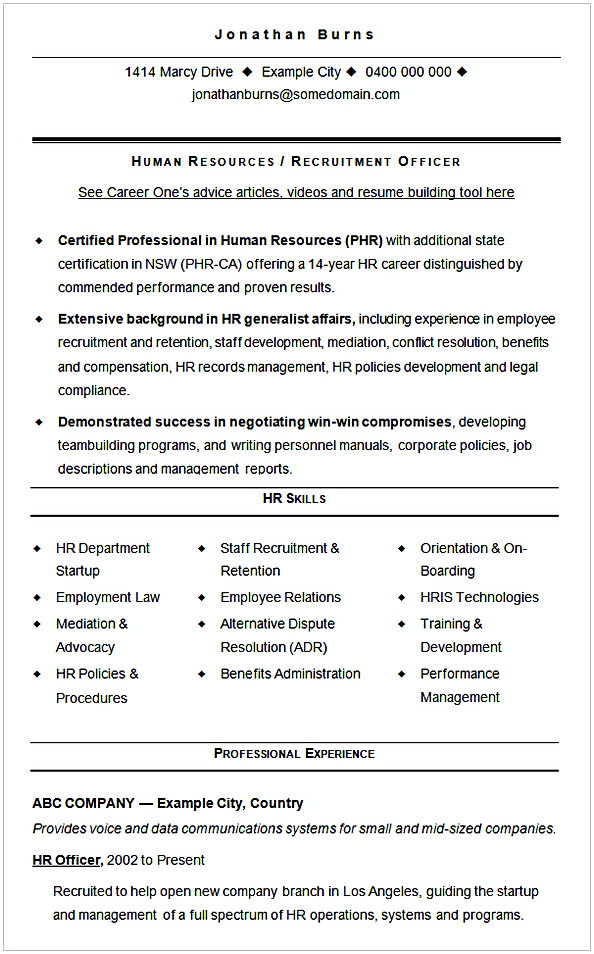 Jonathan Burns
1414 Marcy Drive ◆ Example City ◆ 0400 000 000 ◆
jonathanburns@somedomain.com
HUMAN RESOURCES / RECRUITMENT OFFICER
See Career One's advice articles, videos and resume building tool here
◆ Certified Professional in Human Resources (PHR) with additional state
certification in NSW (PHR-CA) offering a 14-year HR career distinguished by
commended performance and proven results.
◆ Extensive background in HR generalist affairs, including experience in employee
recruitment and retention, staff development, mediation, conflict resolution, benefits
and compensation, HR records management, HR policies development and legal
compliance.
◆ Demonstrated success in negotiating win-win compromises, developing
teambuilding programs, and writing personnel manuals, corporate policies, job
descriptions and management reports.
HR SKILLS
◆ HR Department
Startup
◆ Employment Law
◆ Mediation &
Advocacy
◆ HR Policies &
Procedures
◆ Staff Recruitment &
Retention
◆ Employee Relations
◆ Alternative Dispute
Resolution (ADR)
◆ Benefits Administration
◆ Orientation & On-
Boarding
◆ HRIS Technologies
◆ Training &
Development
◆ Performance
Management
PROFESSIONAL EXPERIENCE
ABC COMPANY — Example City, Country
Provides voice and data communications systems for small and mid-sized companies.
HR Officer, 2002 to Present
Recruited to help open new company branch in Los Angeles, guiding the startup
and management of a full spectrum of HR operations, systems and programs.